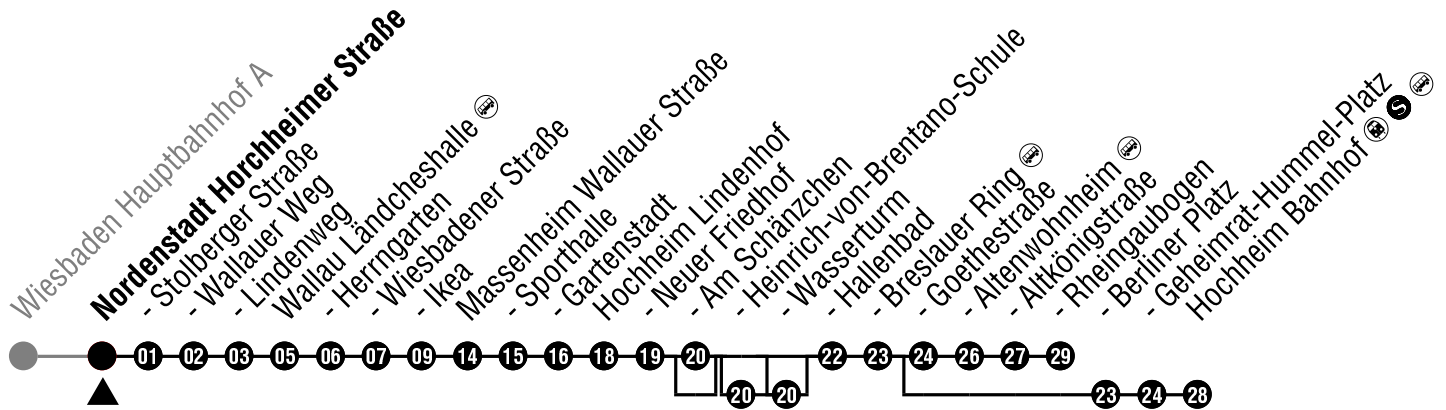 Wiesbaden Hauptbahnhof A
Nordenstadt Horchheimer Straße
- Stolberger Straße
- Wallauer Weg
- Lindenweg
Wallau Ländcheshalle
- Herrngarten
- Wiesbadener Straße
- Ikea
Massenheim Wallauer Straße
- Sporthalle
- Gartenstadt
Hochheim Lindenhof
- Neuer Friedhof
- Am Schänzchen
- Heinrich-von-Brentano-Schule
- Wasserturm
- Hallenbad
- Breslauer Ring
- Goethestraße
- Altenwohnheim
- Altkönigstraße
- Rheingaubogen
- Berliner Platz
- Geheimrat-Hummel-Platz
Hochheim Bahnhof S
01 02 03 05 06 07 09 14 15 16 18 19 20 22 23 24 26 27 29
20 20 23 24 28